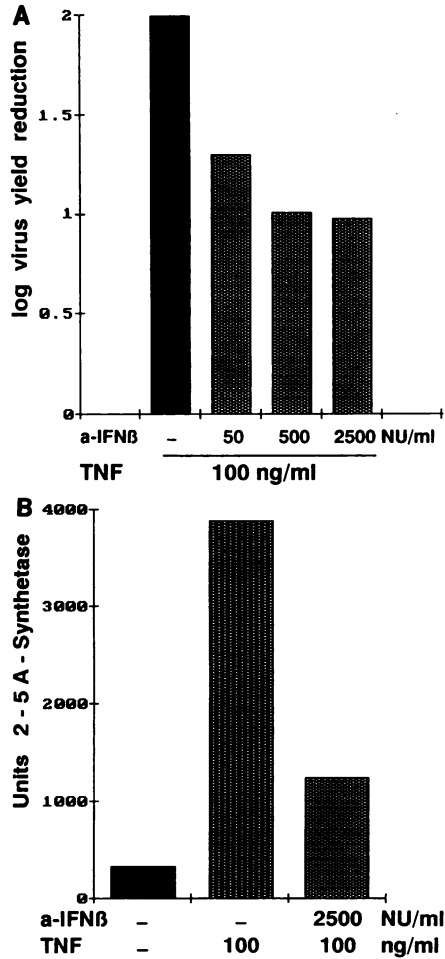 A
log virus yield reduction
2
1.5
1
0.5
0
a-IFNß – 50 500 2500 NU/ml
TNF 100 ng/ml
B
Units 2 - 5 A - Synthetase
4000
3000
2000
1000
0
a-IFNß – – 2500 NU/ml
TNF – 100 100 ng/ml